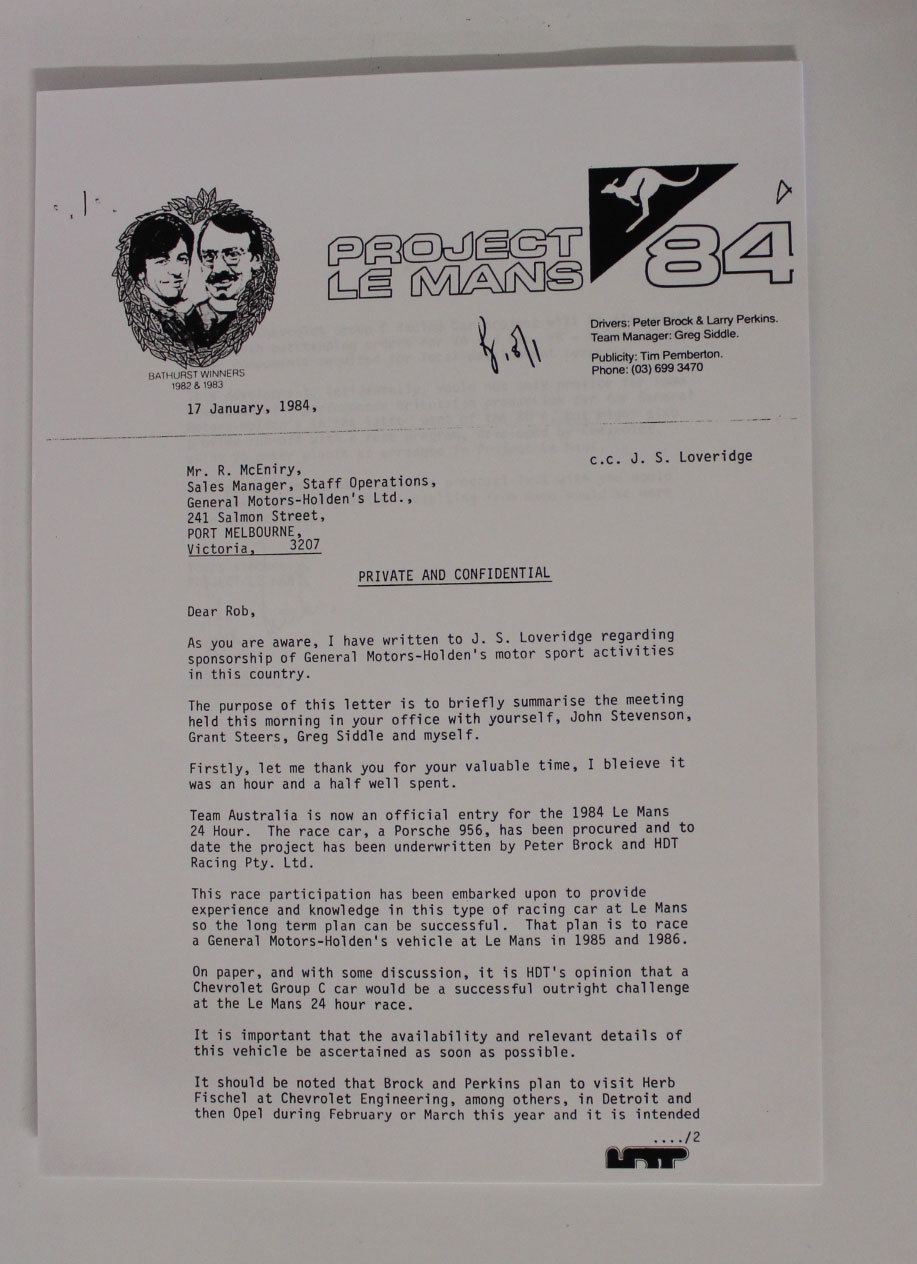 PROJECT
LE MANS
'84
Drivers: Peter Brock & Larry Perkins.
Team Manager: Greg Siddle.
Publicity: Tim Pemberton.
Phone: (03) 699 3470
BATHURST WINNERS
1982 & 1983
17 January, 1984,
c.c. J. S. Loveridge
Mr. R. McEniry,
Sales Manager, Staff Operations,
General Motors-Holden's Ltd.,
241 Salmon Street,
PORT MELBOURNE,
Victoria, 3207
PRIVATE AND CONFIDENTIAL
Dear Rob,
As you are aware, I have written to J. S. Loveridge regarding
sponsorship of General Motors-Holden's motor sport activities
in this country.
The purpose of this letter is to briefly summarise the meeting
held this morning in your office with yourself, John Stevenson,
Grant Steers, Greg Siddle and myself.
Firstly, let me thank you for your valuable time, I bleieve it
was an hour and a half well spent.
Team Australia is now an official entry for the 1984 Le Mans
24 Hour. The race car, a Porsche 956, has been procured and to
date the project has been underwritten by Peter Brock and HDT
Racing Pty. Ltd.
This race participation has been embarked upon to provide
experience and knowledge in this type of racing car at Le Mans
so the long term plan can be successful. That plan is to race
a General Motors-Holden's vehicle at Le Mans in 1985 and 1986.
On paper, and with some discussion, it is HDT's opinion that a
Chevrolet Group C car would be a successful outright challenge
at the Le Mans 24 hour race.
It is important that the availability and relevant details of
this vehicle be ascertained as soon as possible.
It should be noted that Brock and Perkins plan to visit Herb
Fischel at Chevrolet Engineering, among others, in Detroit and
then Opel during February or March this year and it is intended
..../2
HDT